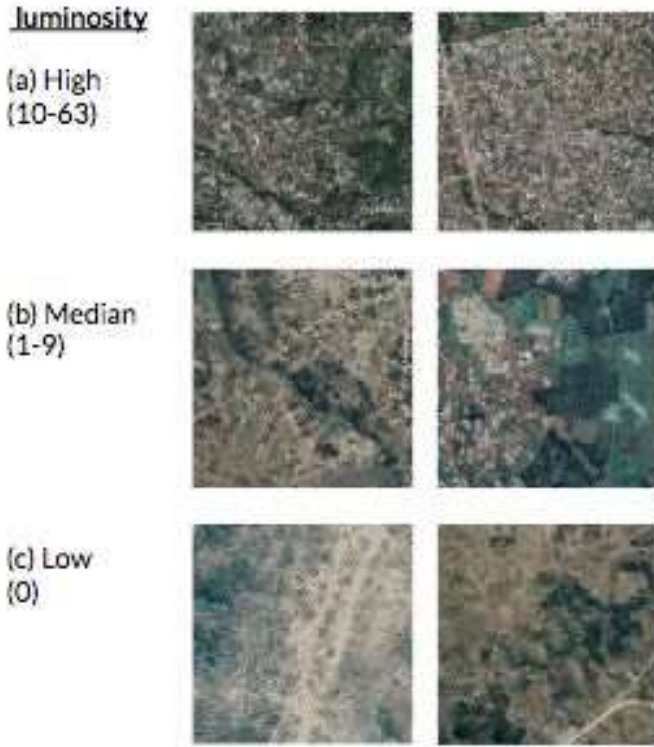 luminosity
(a) High
(10-63)
(b) Median
(1-9)
(c) Low
(0)